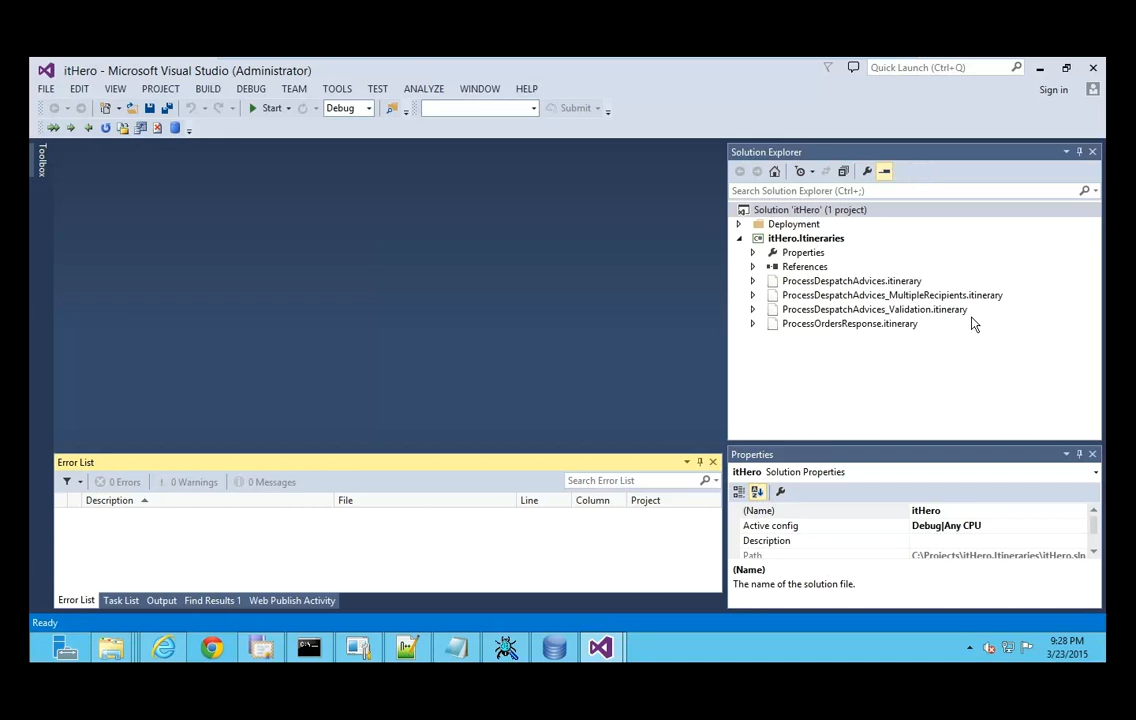 itHero - Microsoft Visual Studio (Administrator)
Quick Launch (Ctrl+Q)
FILE EDIT VIEW PROJECT BUILD DEBUG TEAM TOOLS TEST ANALYZE WINDOW HELP
Sign in
Start Debug Submit
Toolbox
Solution Explorer
Search Solution Explorer (Ctrl+;)
Solution 'itHero' (1 project)
Deployment
C# itHero.Itineraries
Properties
References
ProcessDespatchAdvices.itinerary
ProcessDespatchAdvices_MultipleRecipients.itinerary
ProcessDespatchAdvices_Validation.itinerary
ProcessOrdersResponse.itinerary
Error List
0 Errors 0 Warnings 0 Messages
Search Error List
Description File Line Column Project
Error List Task List Output Find Results 1 Web Publish Activity
Properties
itHero Solution Properties
(Name) itHero
Active config Debug|Any CPU
Description
Path C:\Projects\itHero.Itineraries\itHero.sln
(Name)
The name of the solution file.
Ready
9:28 PM
3/23/2015